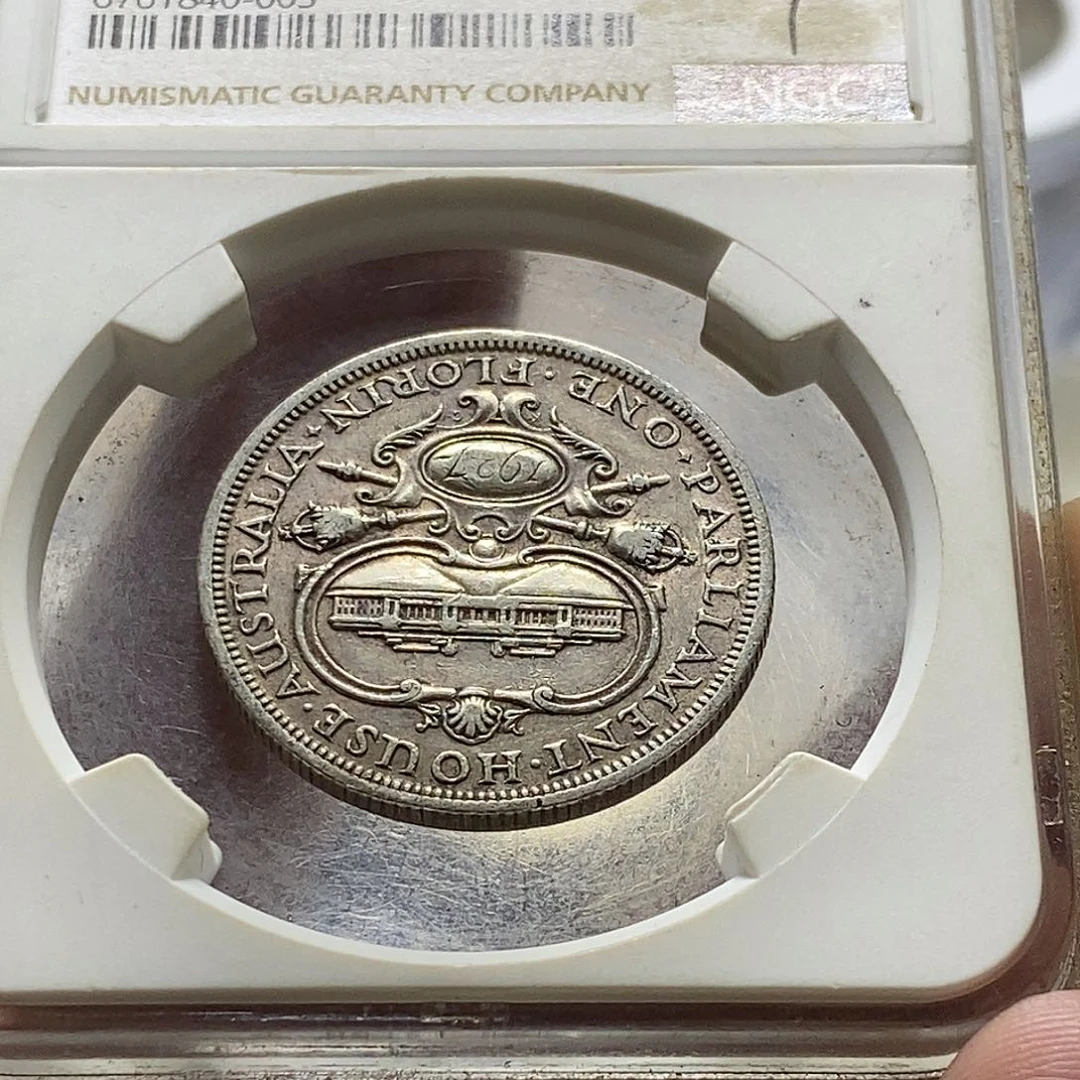 NUMISMATIC GUARANTY COMPANY
NGC
ONE · FLORIN · AUSTRALIA · PARLIAMENT · HOUSE ·
1927